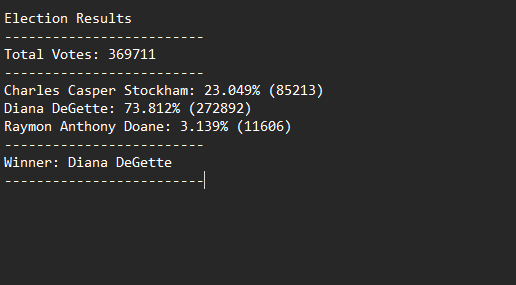 Election Results
-------------------------
Total Votes: 369711
-------------------------
Charles Casper Stockham: 23.049% (85213)
Diana DeGette: 73.812% (272892)
Raymon Anthony Doane: 3.139% (11606)
-------------------------
Winner: Diana DeGette
-------------------------